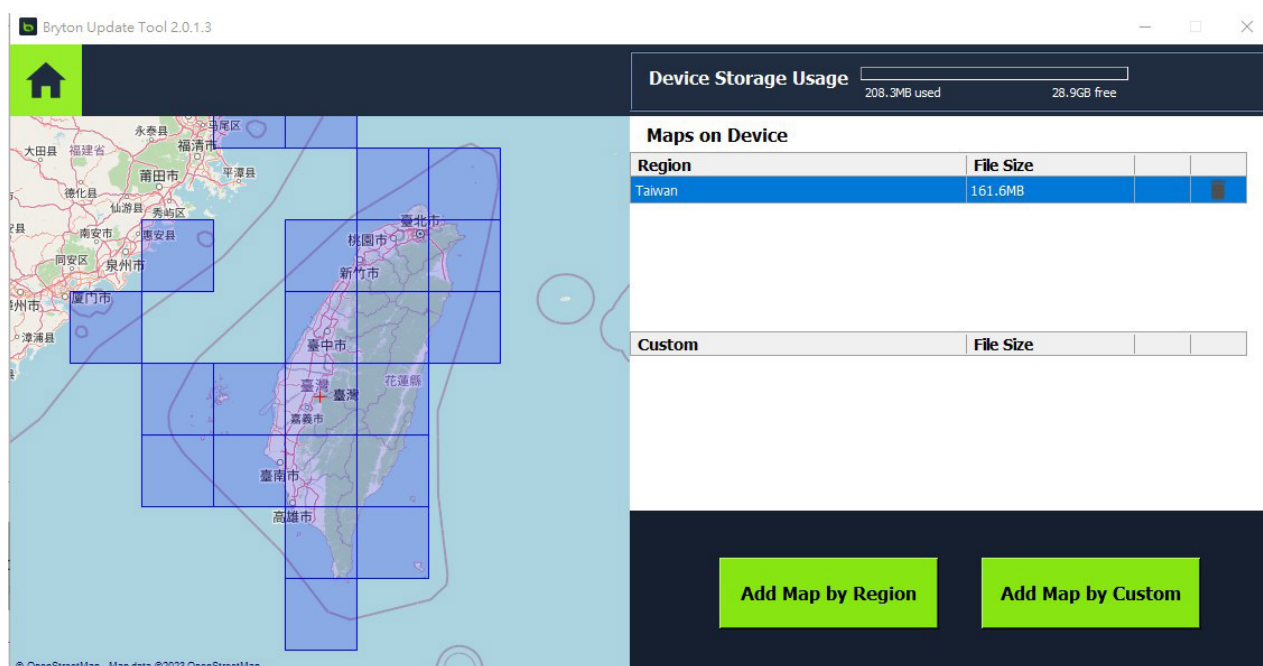 Bryton Update Tool 2.0.1.3
Device Storage Usage
208.3MB used
28.9GB free
Maps on Device
Region File Size
Taiwan 161.6MB
Custom File Size
Add Map by Region
Add Map by Custom
永泰县
马尾区
福清市
大田县
福建省
莆田市
平潭县
德化县
仙游县
秀屿区
南安市
惠安县
同安区
泉州市
厦门市
漳浦县
臺北市
桃園市
新竹市
臺中市
臺灣
臺灣
花蓮縣
嘉義市
臺南市
高雄市
© OpenStreetMap - Map data ©2023 OpenStreetMap